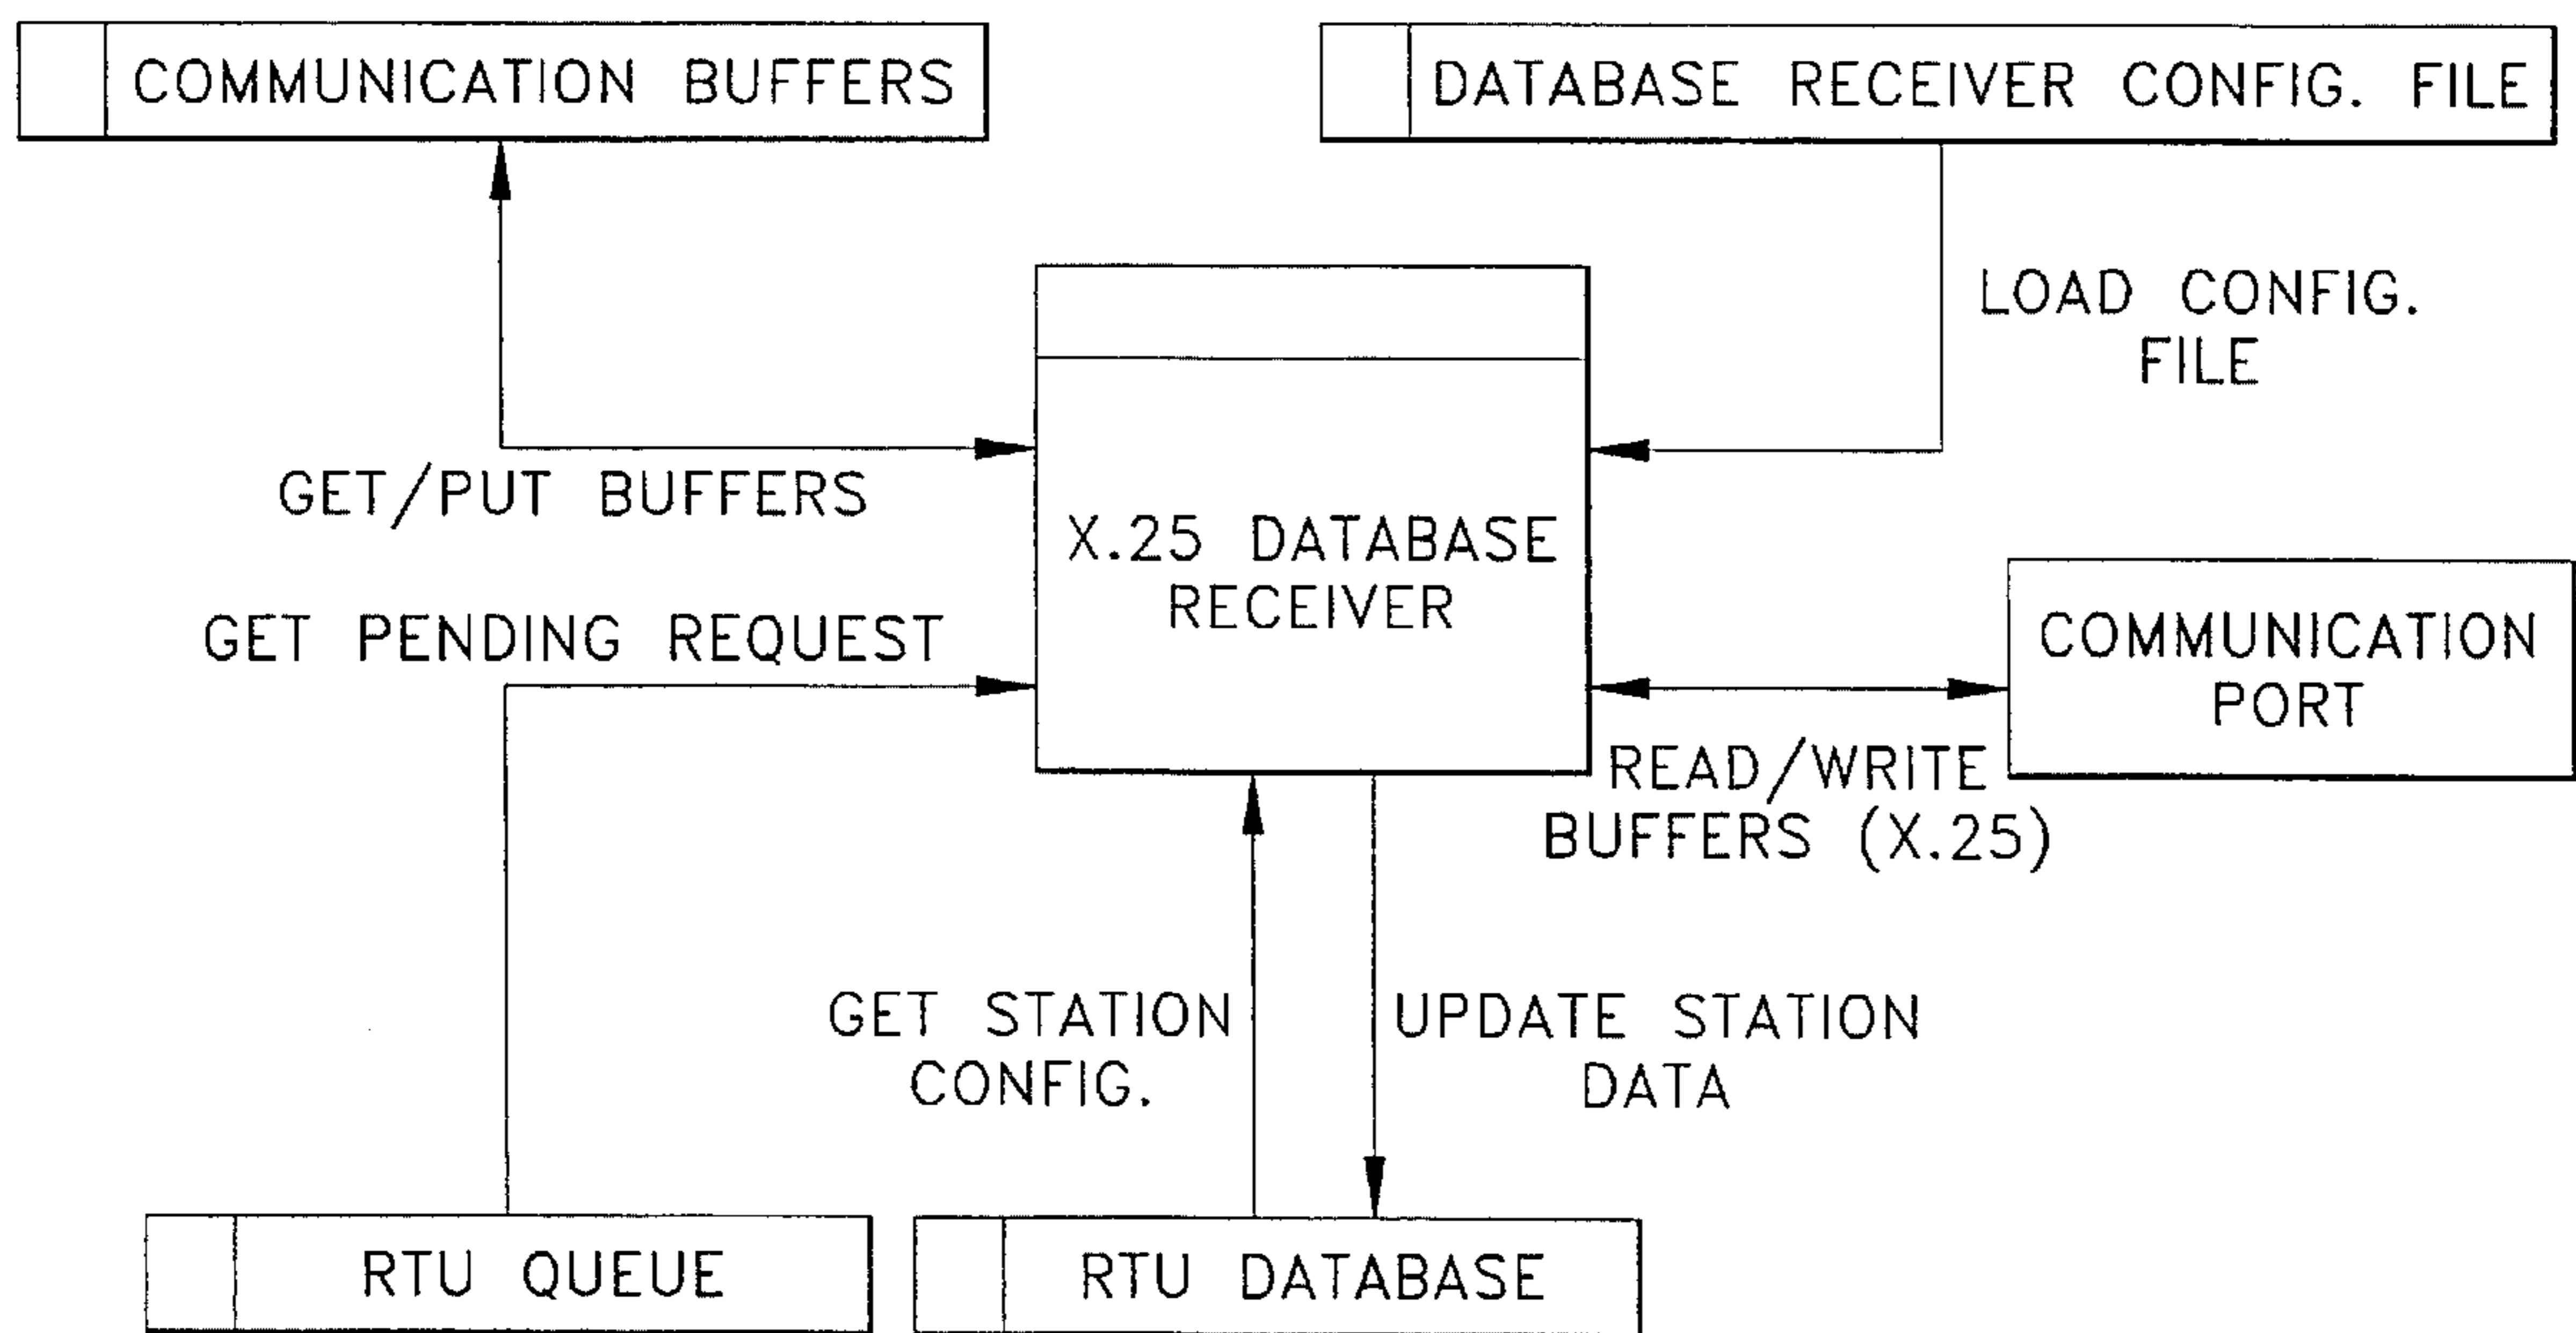 COMMUNICATION BUFFERS
DATABASE RECEIVER CONFIG. FILE
LOAD CONFIG.
FILE
GET/PUT BUFFERS
X.25 DATABASE
RECEIVER
GET PENDING REQUEST
COMMUNICATION
PORT
READ/WRITE
BUFFERS (X.25)
GET STATION
CONFIG.
UPDATE STATION
DATA
RTU QUEUE
RTU DATABASE